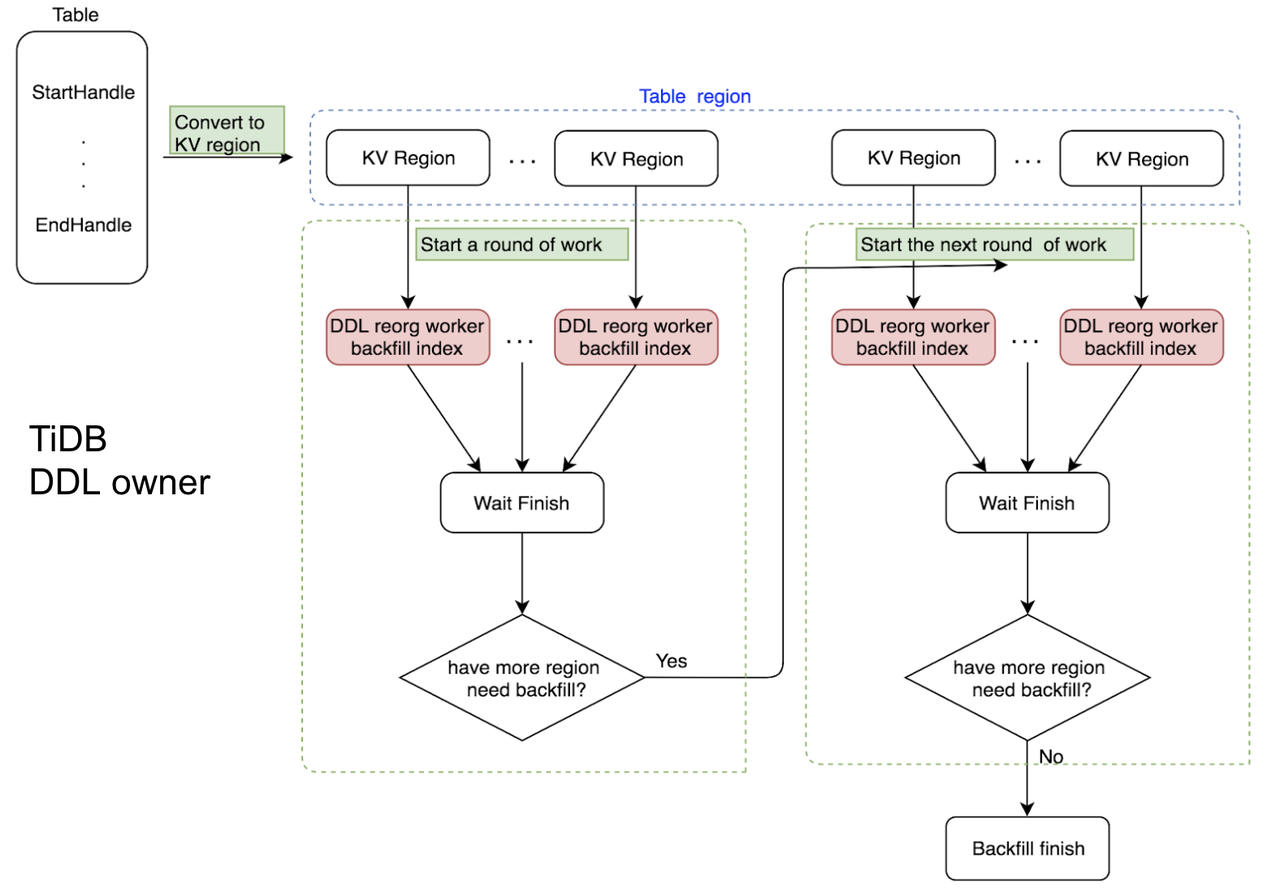 Table
StartHandle
.
.
.
EndHandle
Convert to
KV region
Table region
KV Region
...
KV Region
KV Region
...
KV Region
Start a round of work
DDL reorg worker
backfill index
...
DDL reorg worker
backfill index
Wait Finish
have more region
need backfill?
Yes
Start the next round of work
DDL reorg worker
backfill index
...
DDL reorg worker
backfill index
Wait Finish
have more region
need backfill?
No
Backfill finish
TiDB
DDL owner